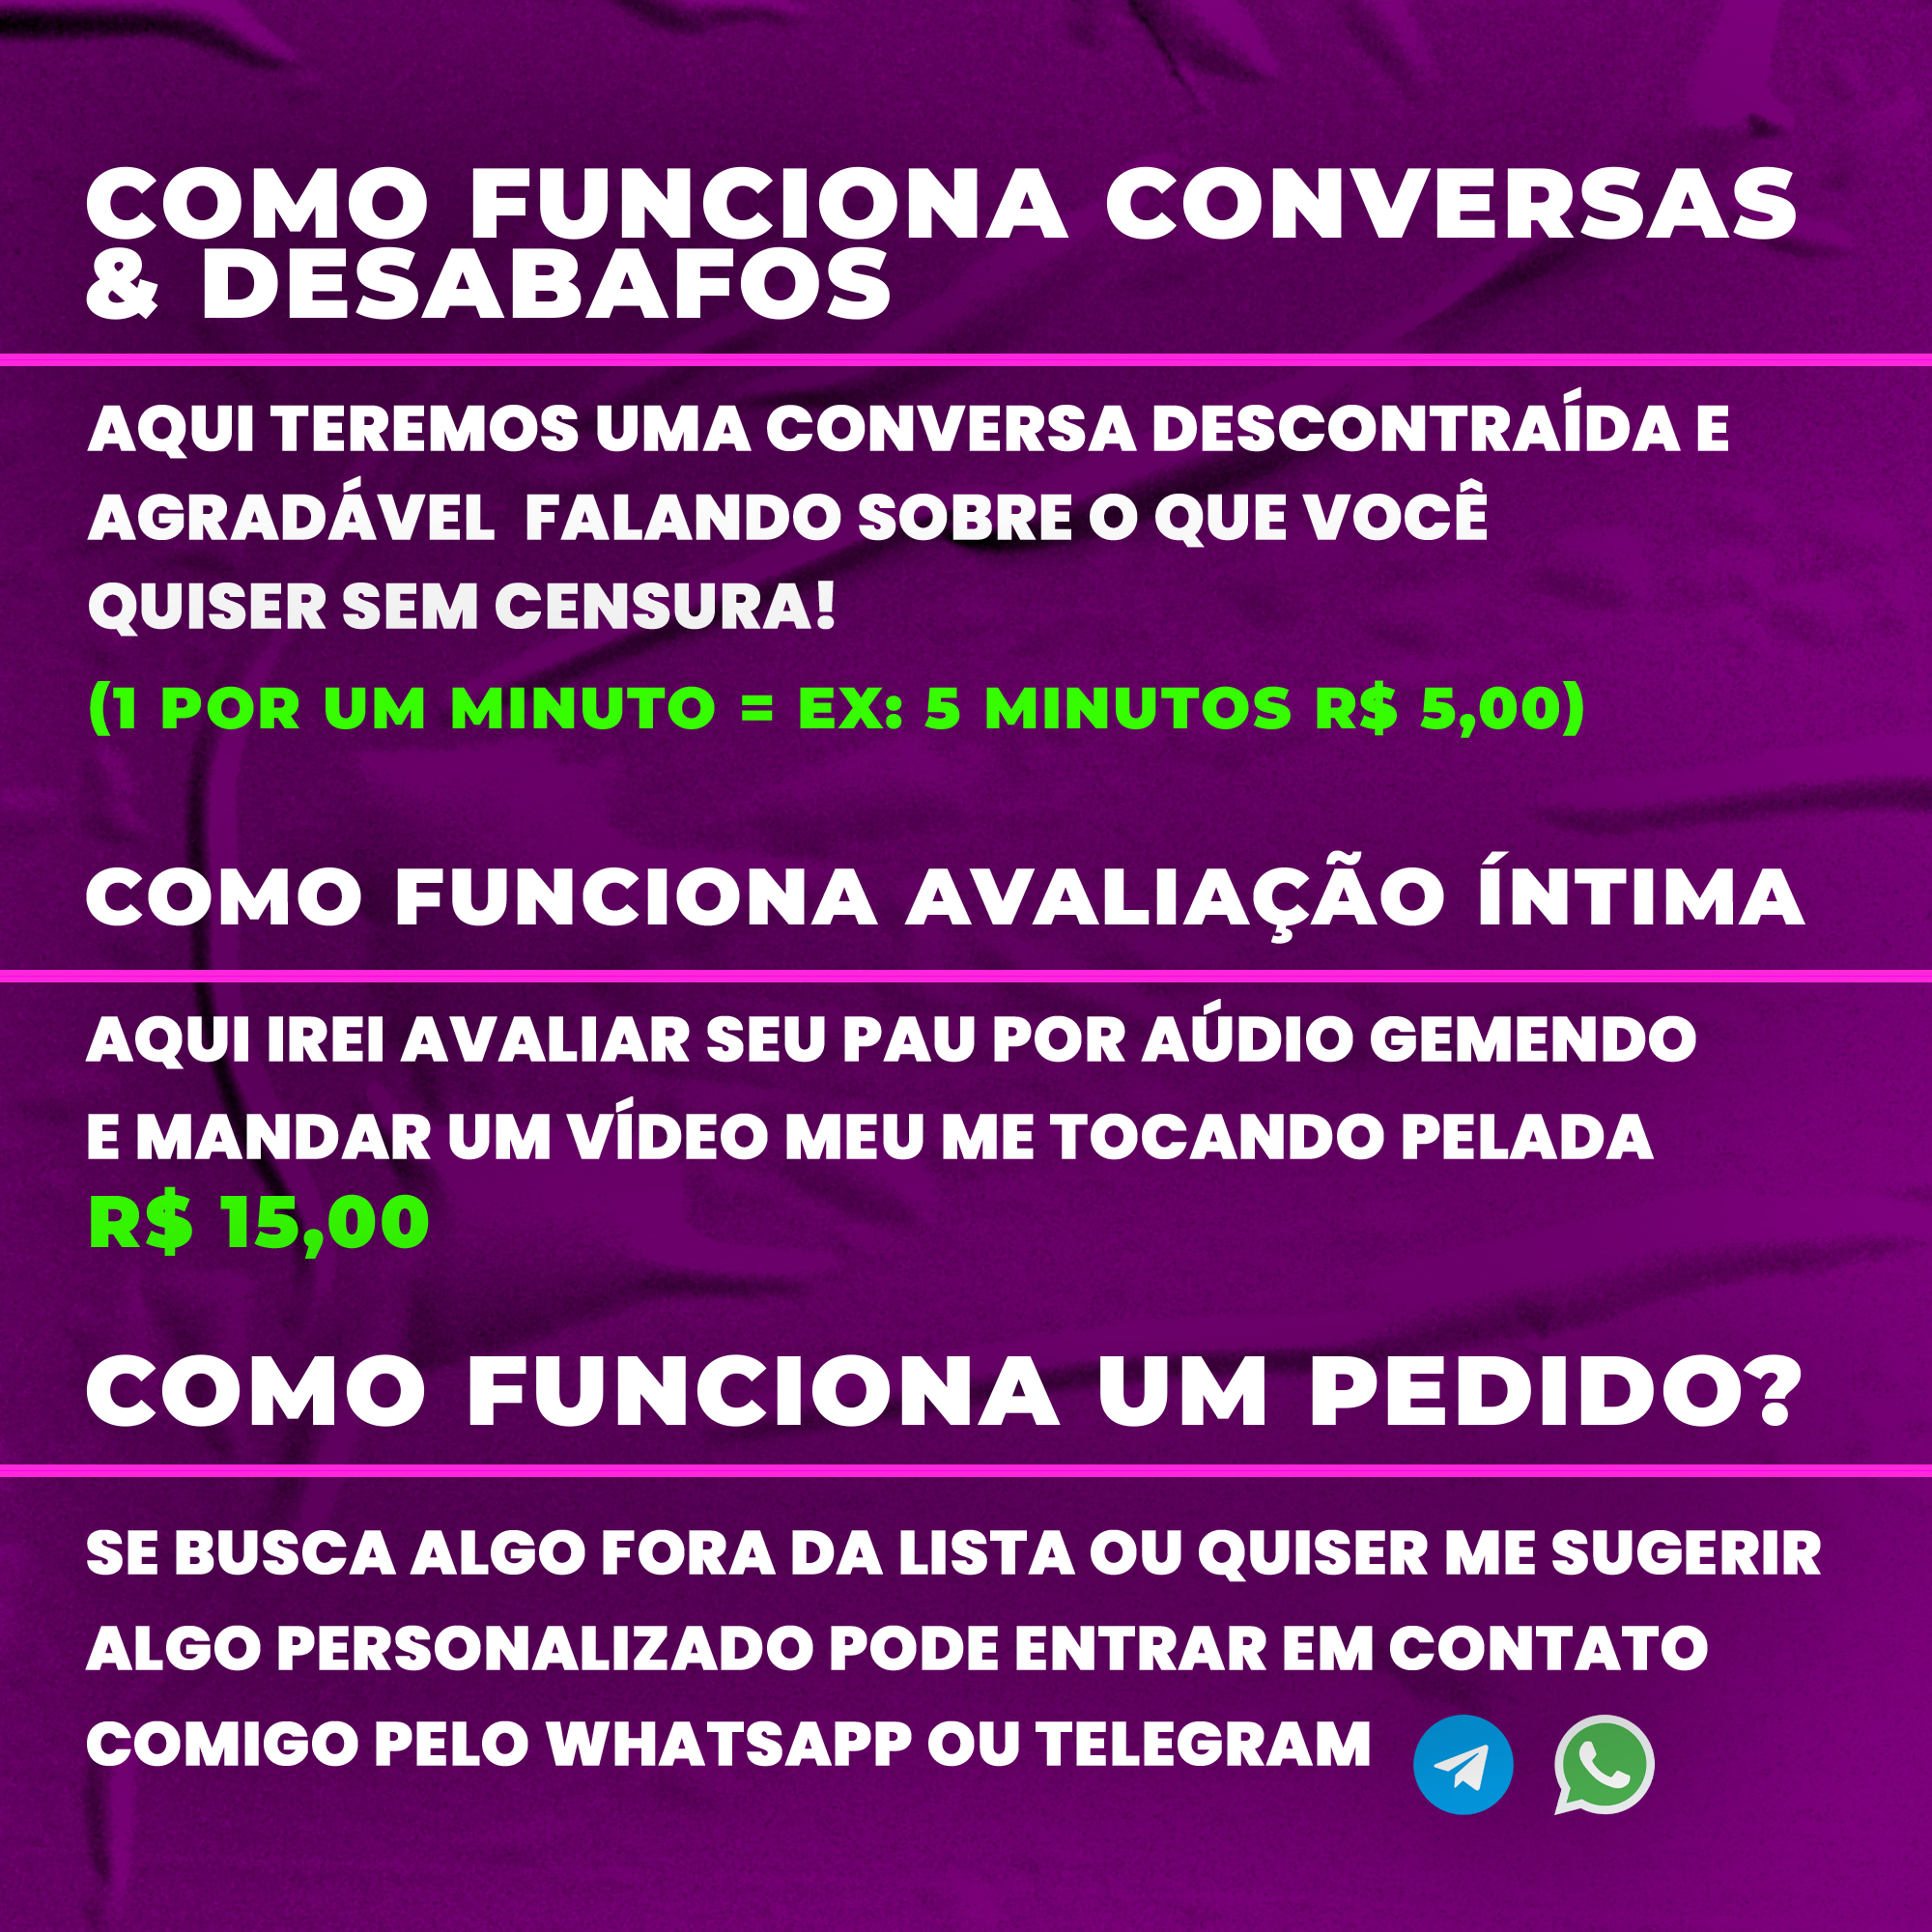 COMO FUNCIONA CONVERSAS
& DESABAFOS
AQUI TEREMOS UMA CONVERSA DESCONTRAÍDA E
AGRADÁVEL FALANDO SOBRE O QUE VOCÊ
QUISER SEM CENSURA!
(1 POR UM MINUTO = EX: 5 MINUTOS R$ 5,00)
COMO FUNCIONA AVALIAÇÃO ÍNTIMA
AQUI IREI AVALIAR SEU PAU POR AÚDIO GEMENDO
E MANDAR UM VÍDEO MEU ME TOCANDO PELADA
R$ 15,00
COMO FUNCIONA UM PEDIDO?
SE BUSCA ALGO FORA DA LISTA OU QUISER ME SUGERIR
ALGO PERSONALIZADO PODE ENTRAR EM CONTATO
COMIGO PELO WHATSAPP OU TELEGRAM